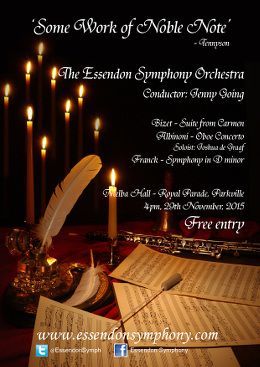 'Some Work of Noble Note'
- Tennyson
The Essendon Symphony Orchestra
Conductor: Jenny Going
Bizet - Suite from Carmen
Albinoni - Oboe Concerto
Soloist: Joshua de Graaf
Franck - Symphony in D minor
Melba Hall - Royal Parade, Parkville
4pm, 29th November, 2015
Free entry
www.essendonsymphony.com
@EssendonSymph
Essendon Symphony